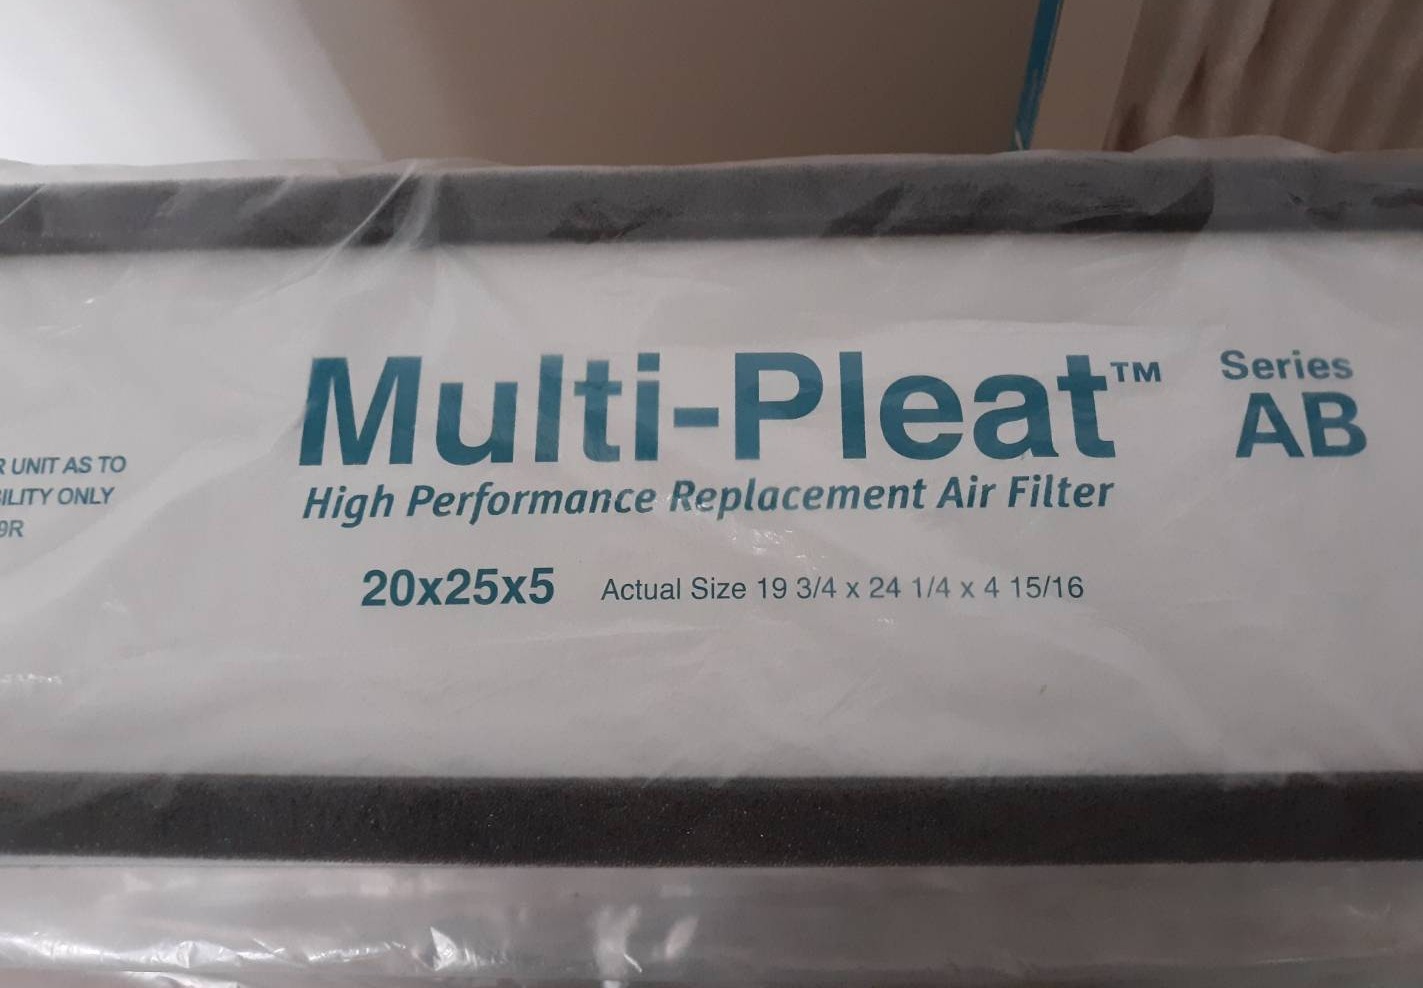 Multi-Pleat™
Series
AB
High Performance Replacement Air Filter
20x25x5 Actual Size 19 3/4 x 24 1/4 x 4 15/16
UNIT AS TO
ONLY
9R